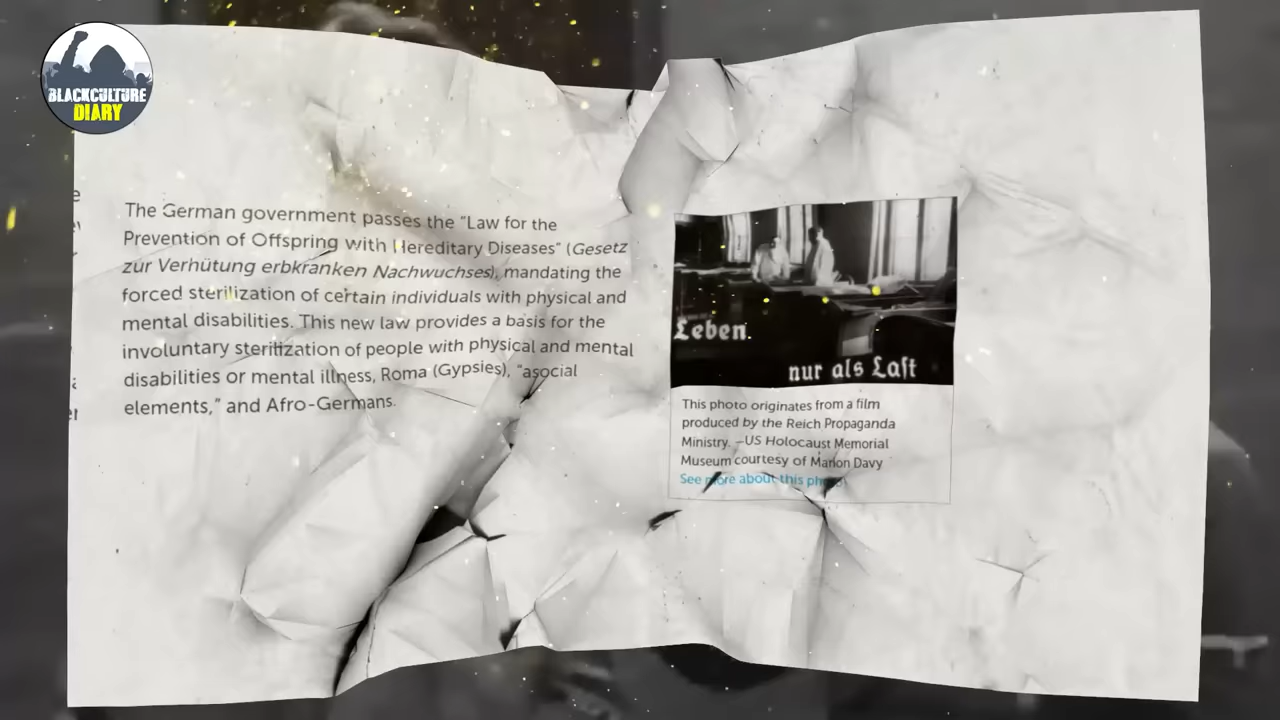 BLACKCULTURE
DIARY
The German government passes the "Law for the
Prevention of Offspring with Hereditary Diseases" (Gesetz
zur Verhütung erbkranken Nachwuchses), mandating the
forced sterilization of certain individuals with physical and
mental disabilities. This new law provides a basis for the
involuntary sterilization of people with physical and mental
disabilities or mental illness, Roma (Gypsies), "asocial
elements," and Afro-Germans.
Leben
nur als Last
This photo originates from a film
produced by the Reich Propaganda
Ministry. —US Holocaust Memorial
Museum courtesy of Marion Davy
See more about this photo